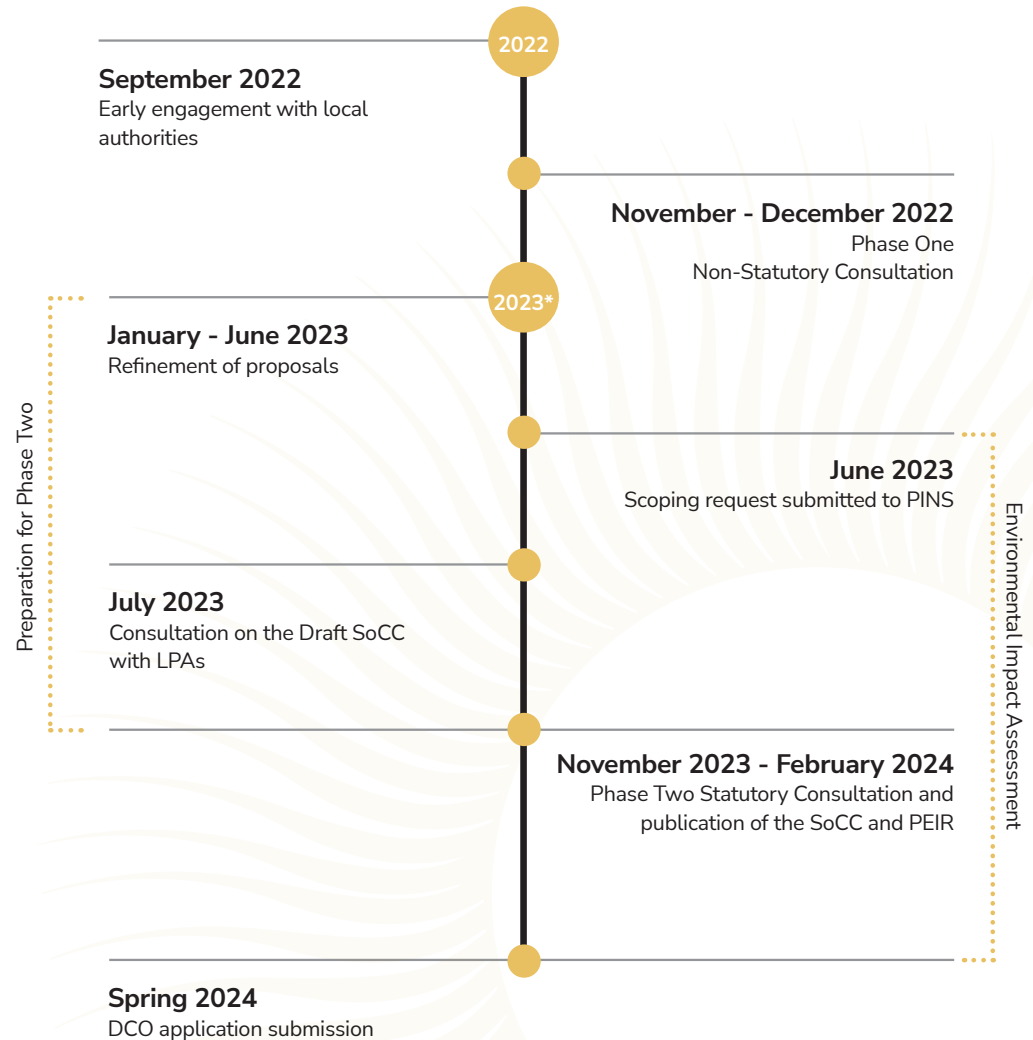 2022
September 2022
Early engagement with local
authorities
November - December 2022
Phase One
Non-Statutory Consultation
2023*
January - June 2023
Refinement of proposals
Preparation for Phase Two
June 2023
Scoping request submitted to PINS
Environmental Impact Assessment
July 2023
Consultation on the Draft SoCC
with LPAs
November 2023 - February 2024
Phase Two Statutory Consultation and
publication of the SoCC and PEIR
Spring 2024
DCO application submission